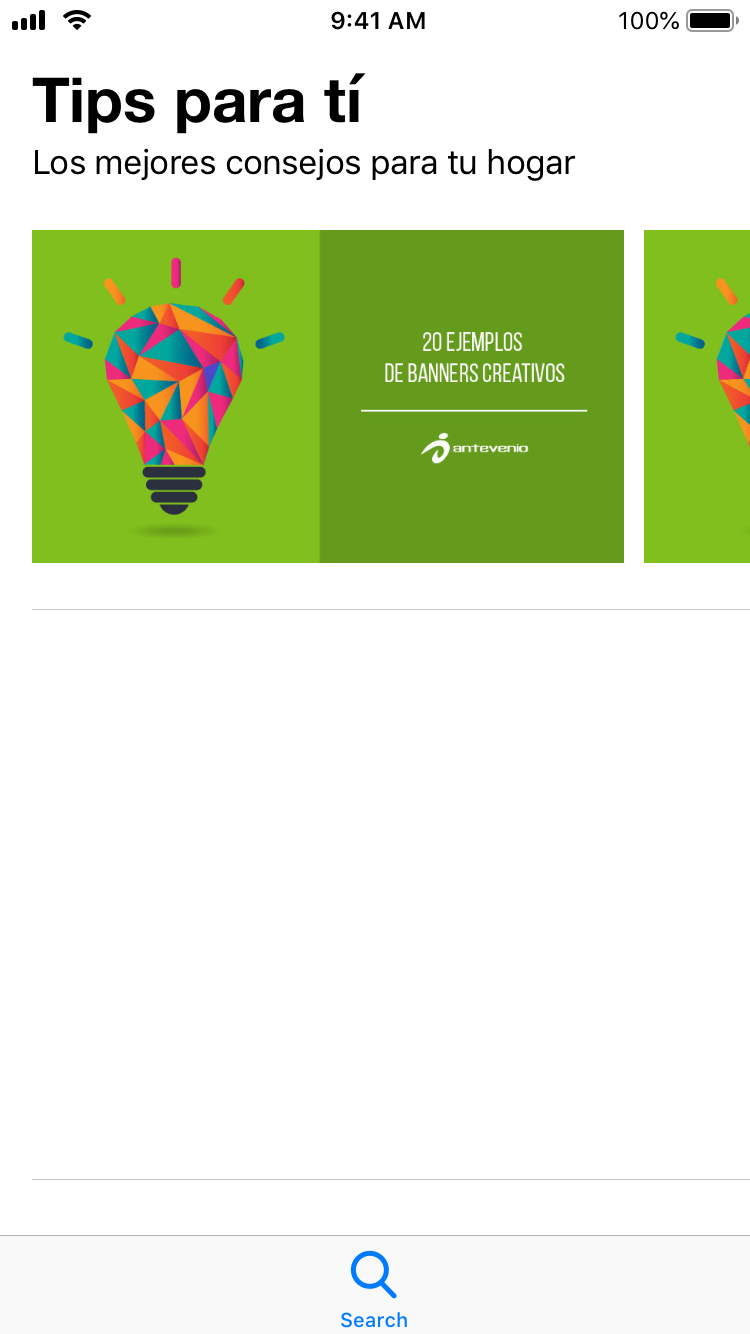 9:41 AM
100%
Tips para tí
Los mejores consejos para tu hogar
20 EJEMPLOS
DE BANNERS CREATIVOS
antevenio
Search